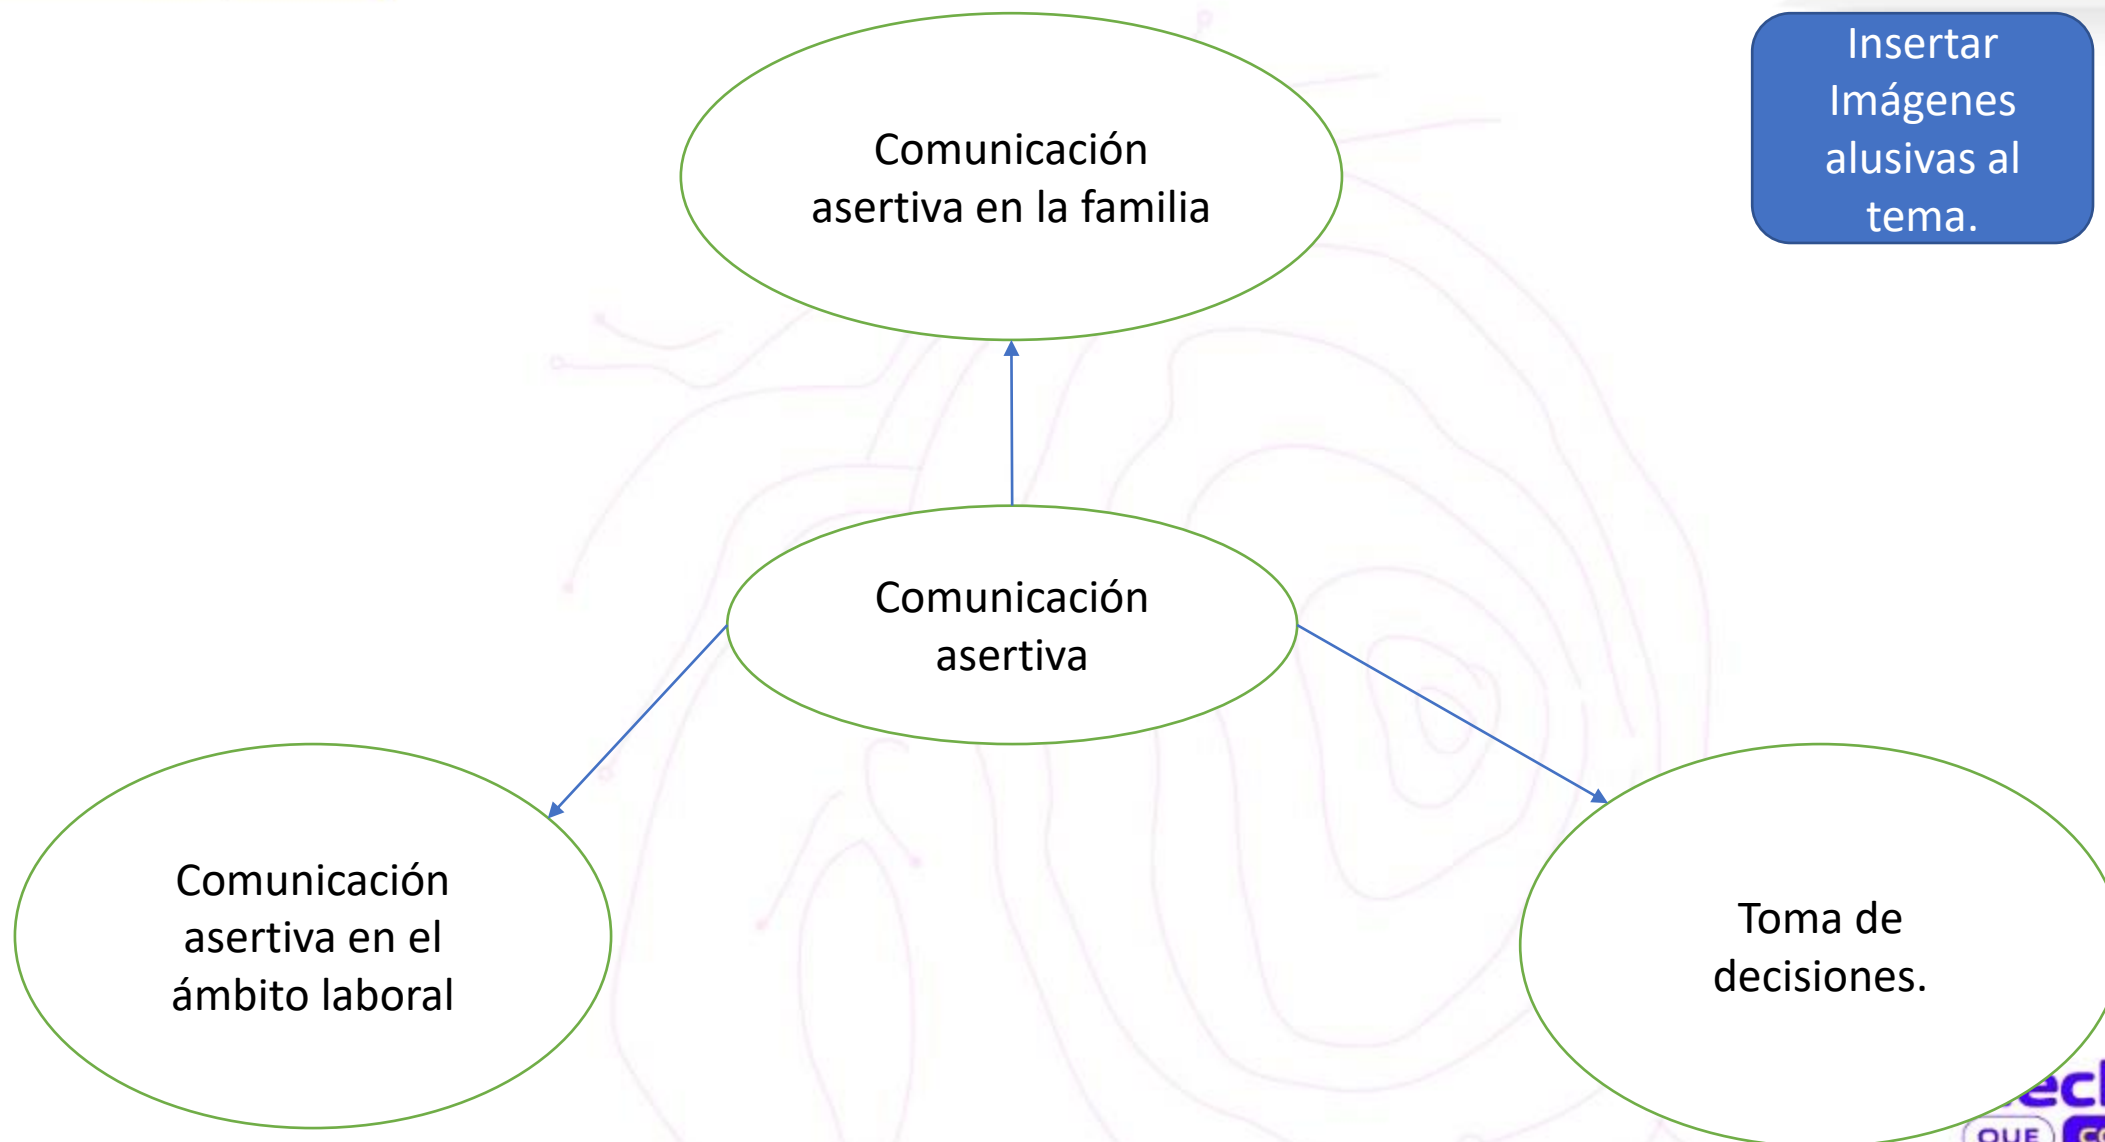 Comunicación
asertiva en la familia
Insertar
Imágenes
alusivas al
tema.
Comunicación
asertiva
Comunicación
asertiva en el
ámbito laboral
Toma de
decisiones.
QUE